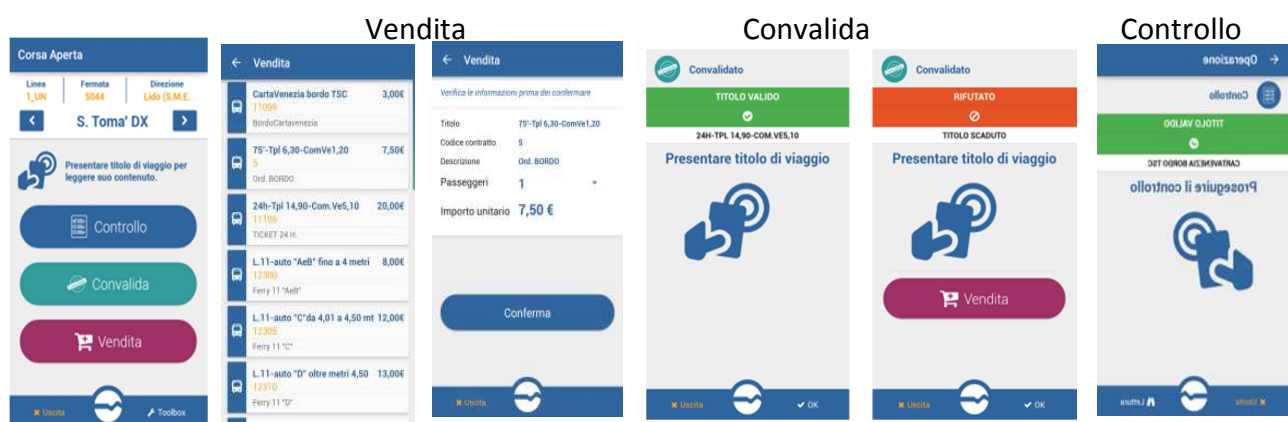 Vendita
Convalida
Controllo
Corsa Aperta
Linea
Fermata
Direzione
1_UN
5044
Lido (S.M.E.
S. Toma' DX
Presentare titolo di viaggio per
leggere suo contenuto.
Controllo
Convalida
Vendita
Uscita
Toolbox
Vendita
CartaVenezia bordo TSC 3,00€
11099
BordoCartavenezia
75'-Tpl 6,30-ComVe1,20 7,50€
5
Ord. BORDO
24h-Tpl 14,90-Com.Ve5,10 20,00€
11109
TICKET 24 H.
L.11-auto "AeB" fino a 4 metri 8,00€
12300
Ferry 11 "AeB"
L.11-auto "C"da 4,01 a 4,50 mt 12,00€
12305
Ferry 11 "C"
L.11-auto "D" oltre metri 4,50 13,00€
12310
Ferry 11 "D"
Vendita
Verifica le informazioni prima dei confermare
Titolo 75'-Tpl 6,30-ComVe1,20
Codice contratto 5
Descrizione Ord. BORDO
Passeggeri 1
Importo unitario 7,50 €
Conferma
Uscita
Convalidato
TITOLO VALIDO
24H-TPL 14,90-COM.VE5,10
Presentare titolo di viaggio
Uscita
OK
Convalidato
RIFUTATO
TITOLO SCADUTO
Presentare titolo di viaggio
Vendita
Uscita
OK
Operazione
Controllo
TITOLO VALIDO
CARTAVENEZIA BORDO TSC
Proseguire il controllo
Uscita
Lettura